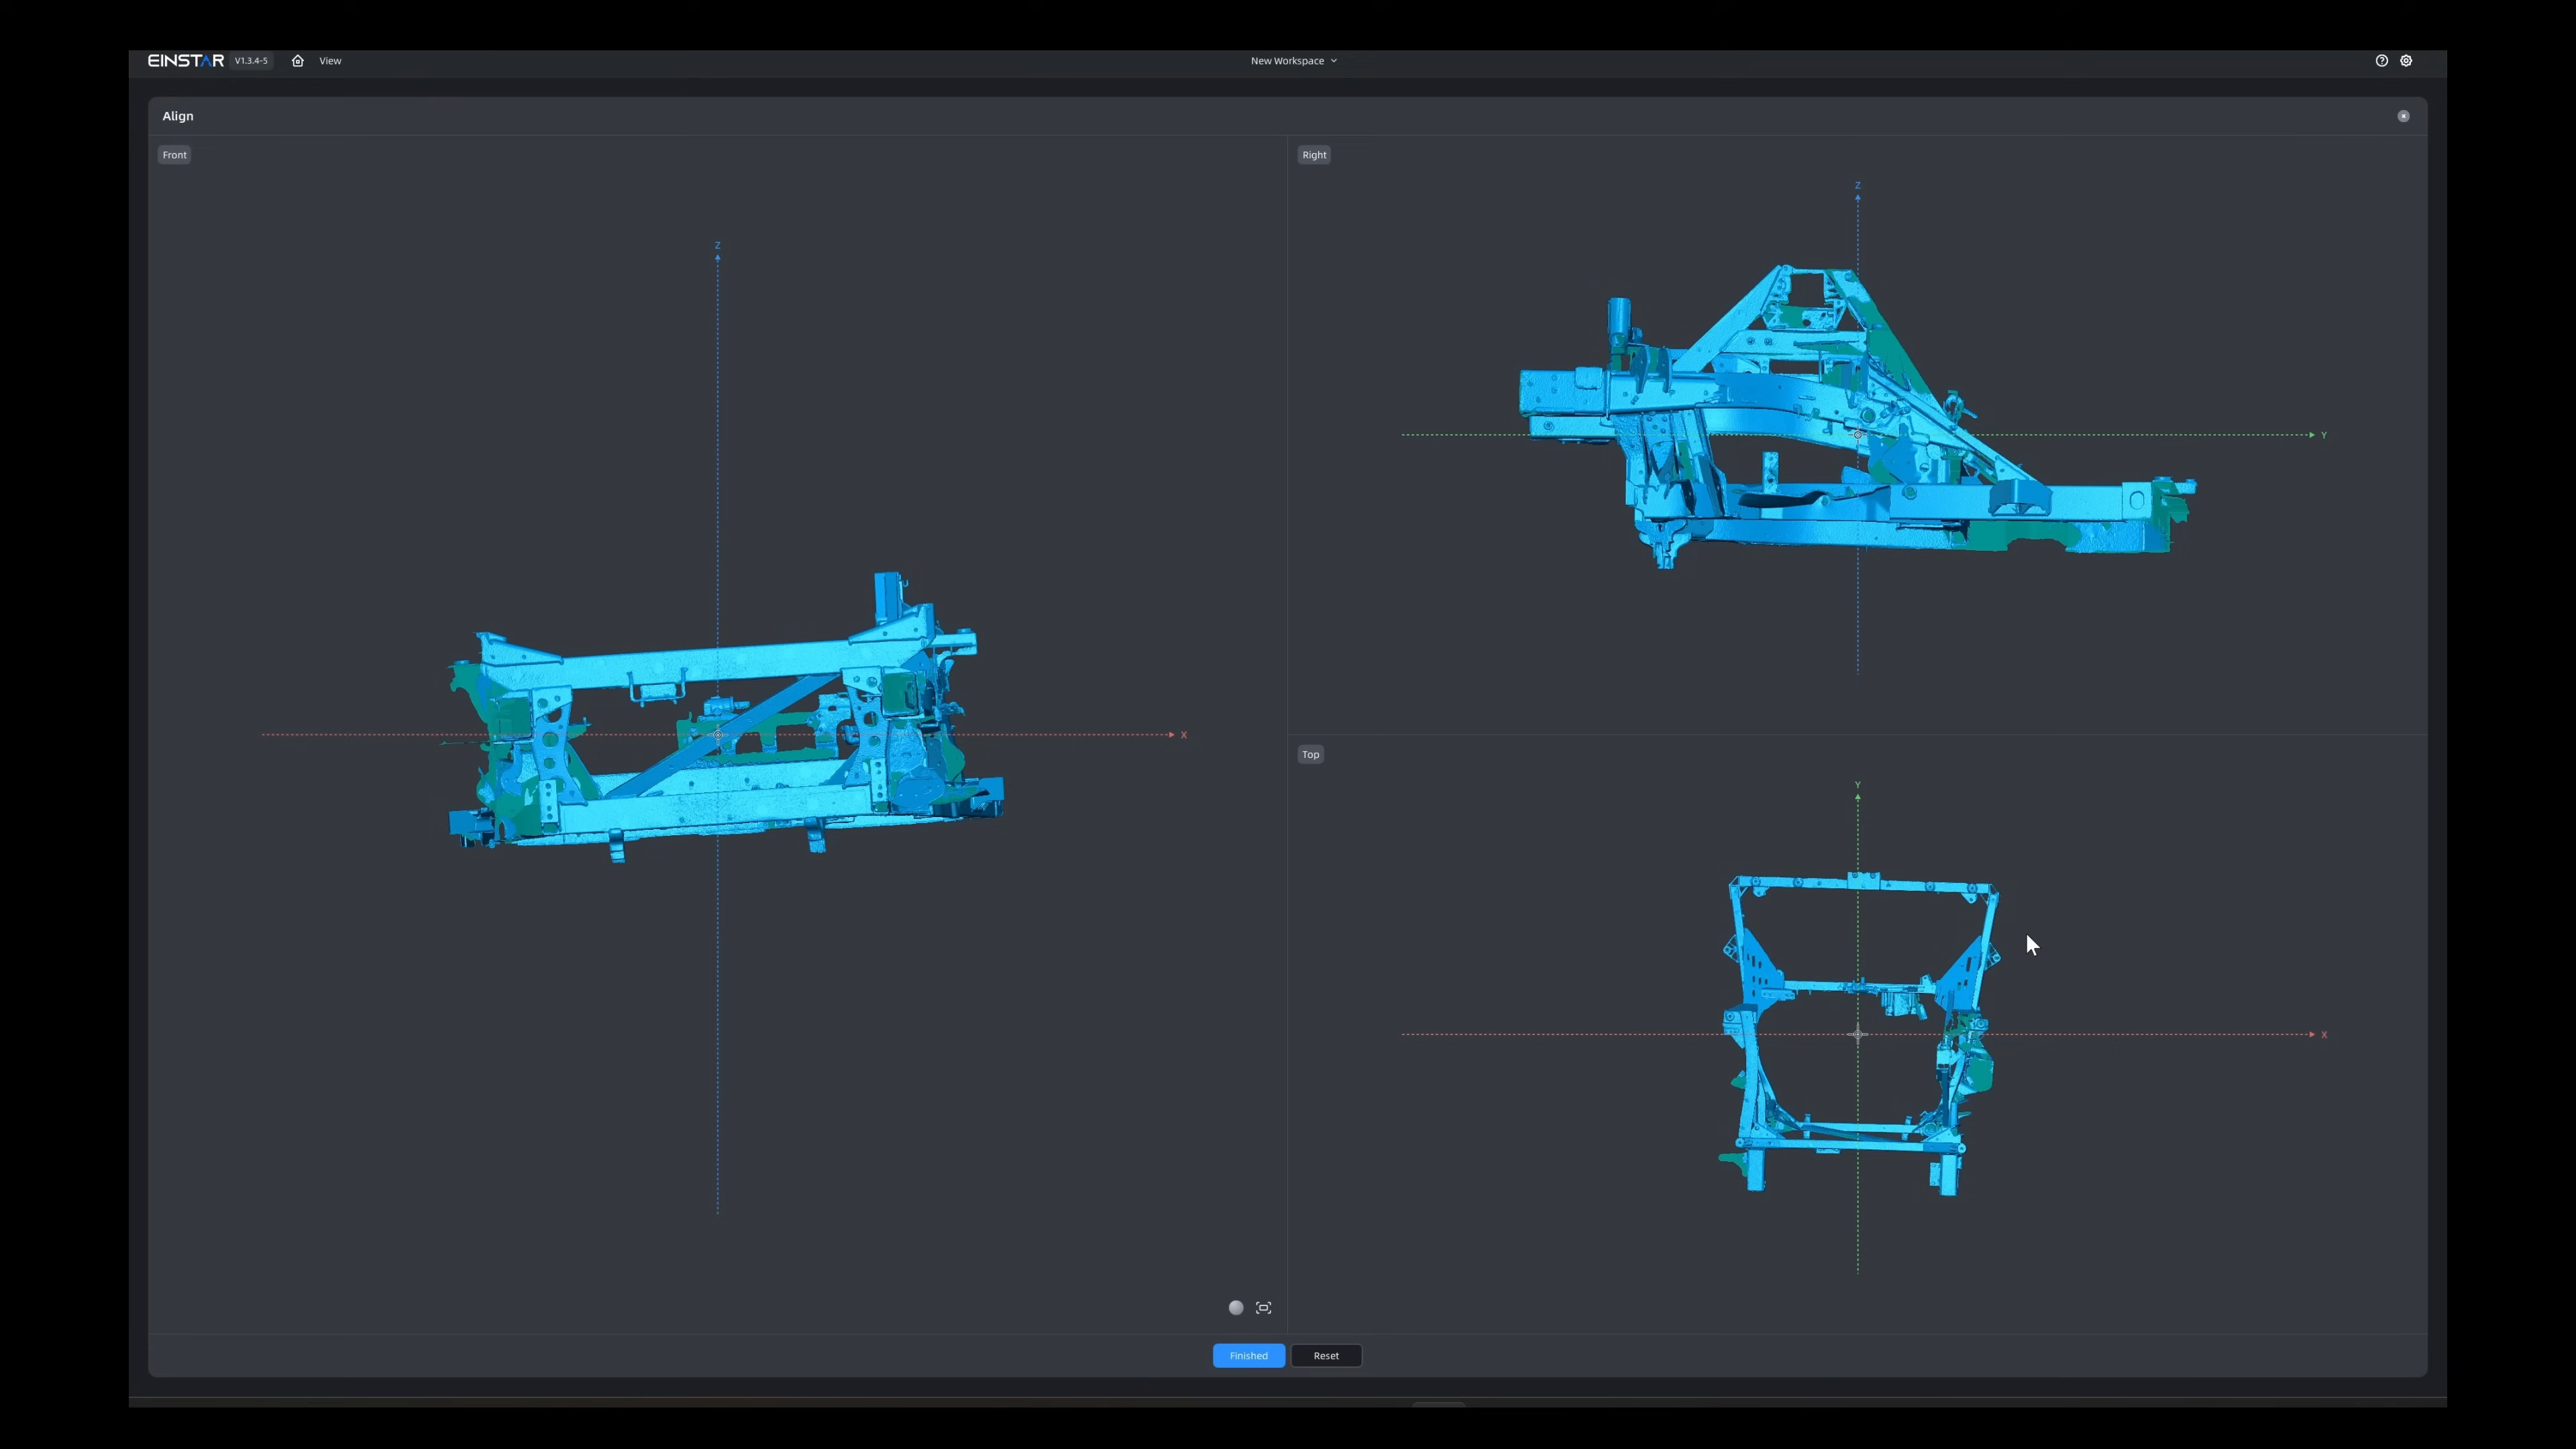 EINSTAR V1.3.4-5 View New Workspace
Align
Front
Z
X
Right
Z
Y
Top
Y
X
Finished Reset